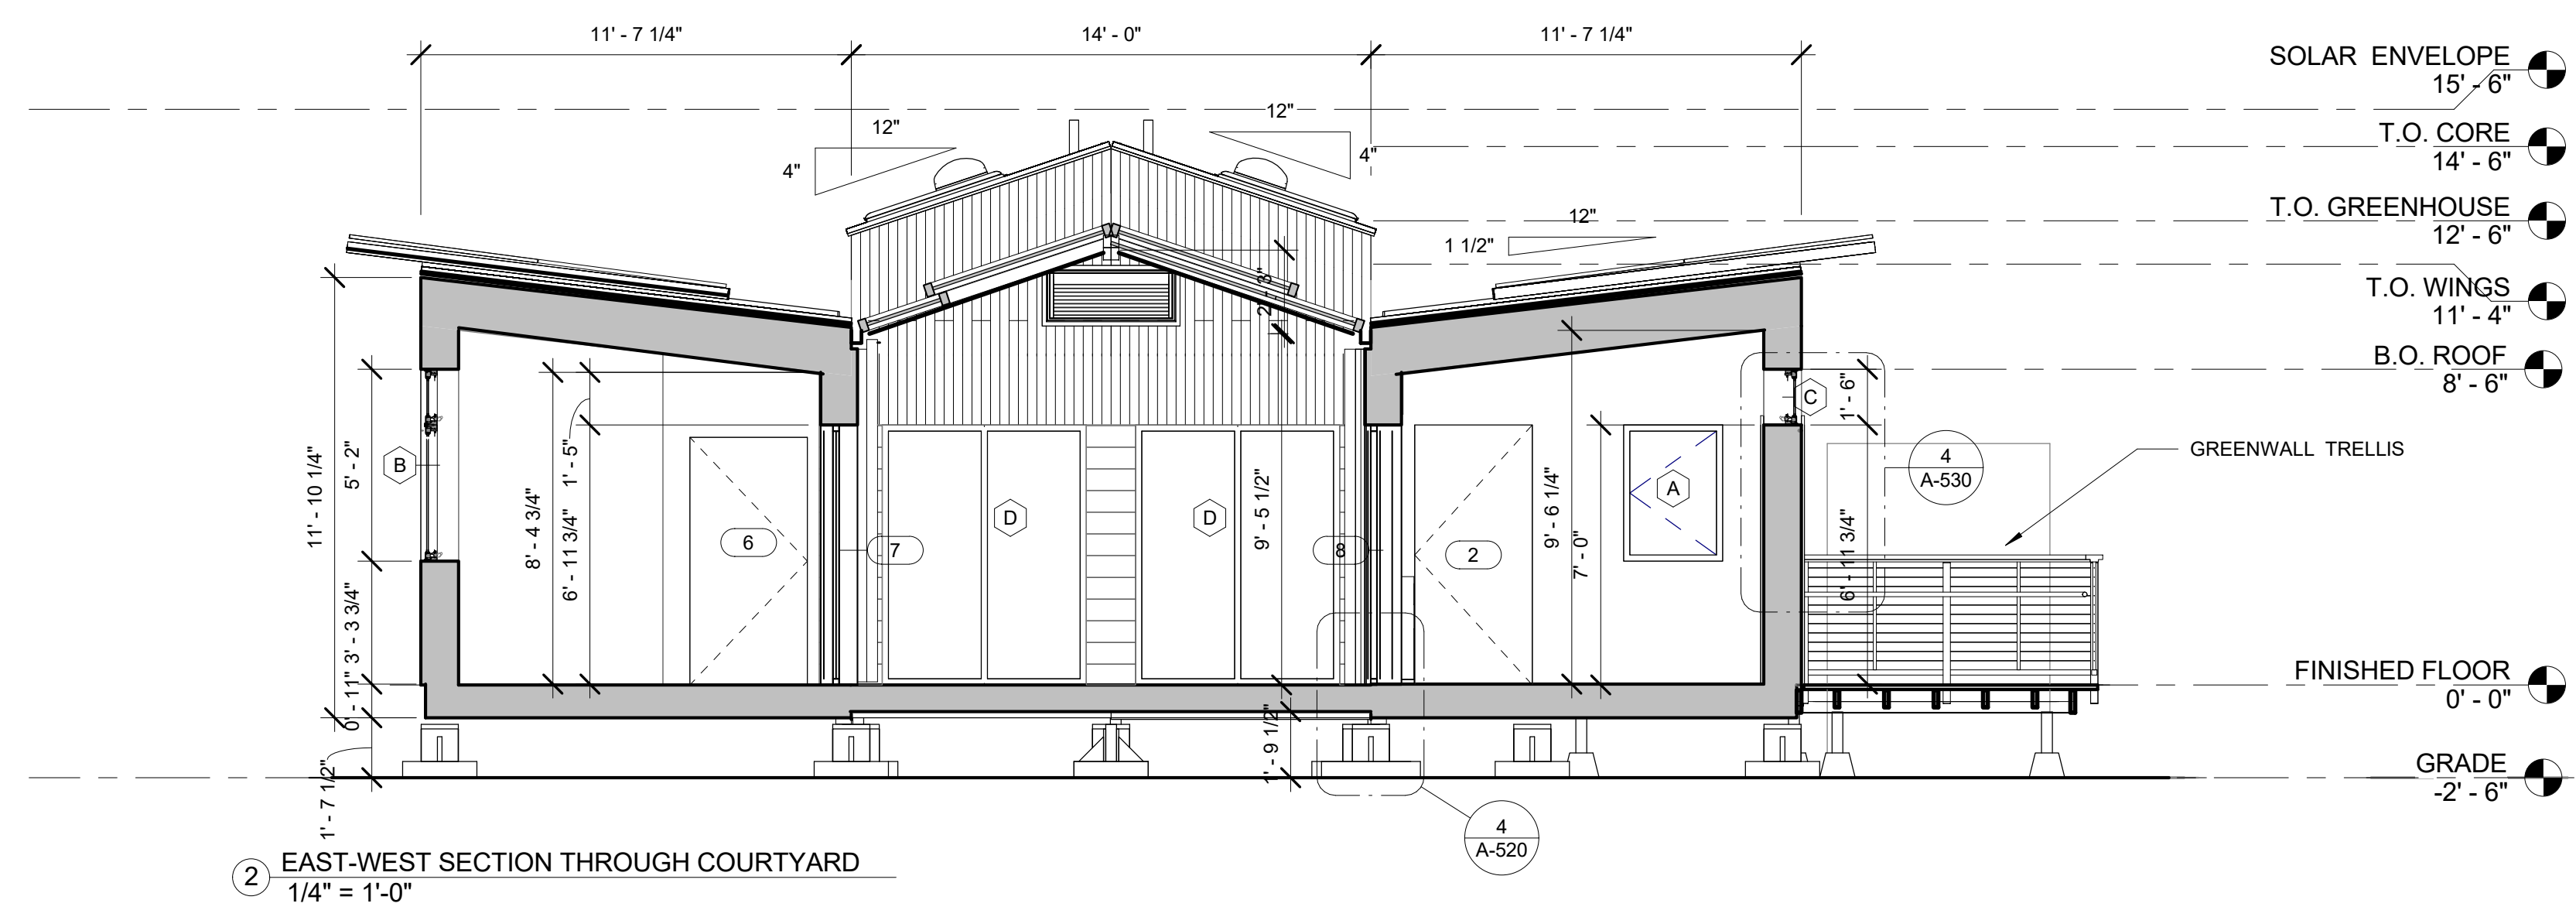 11' - 7 1/4"
14' - 0"
11' - 7 1/4"
SOLAR ENVELOPE
15' - 6"
T.O. CORE
14' - 6"
T.O. GREENHOUSE
12' - 6"
T.O. WINGS
11' - 4"
B.O. ROOF
8' - 6"
12"
4"
12"
4"
12"
1 1/2"
2' - 3"
11' - 10 1/4"
5' - 2"
3' - 3 3/4"
0' - 11"
1' - 7 1/2"
B
8' - 4 3/4"
1' - 5"
6' - 11 3/4"
6
7
D
D
9' - 5 1/2"
1' - 9 1/2"
8
2
9' - 6 1/4"
7' - 0"
A
C
1' - 6"
6' - 11 3/4"
4
A-530
GREENWALL TRELLIS
FINISHED FLOOR
0' - 0"
GRADE
-2' - 6"
4
A-520
2
EAST-WEST SECTION THROUGH COURTYARD
1/4" = 1'-0"